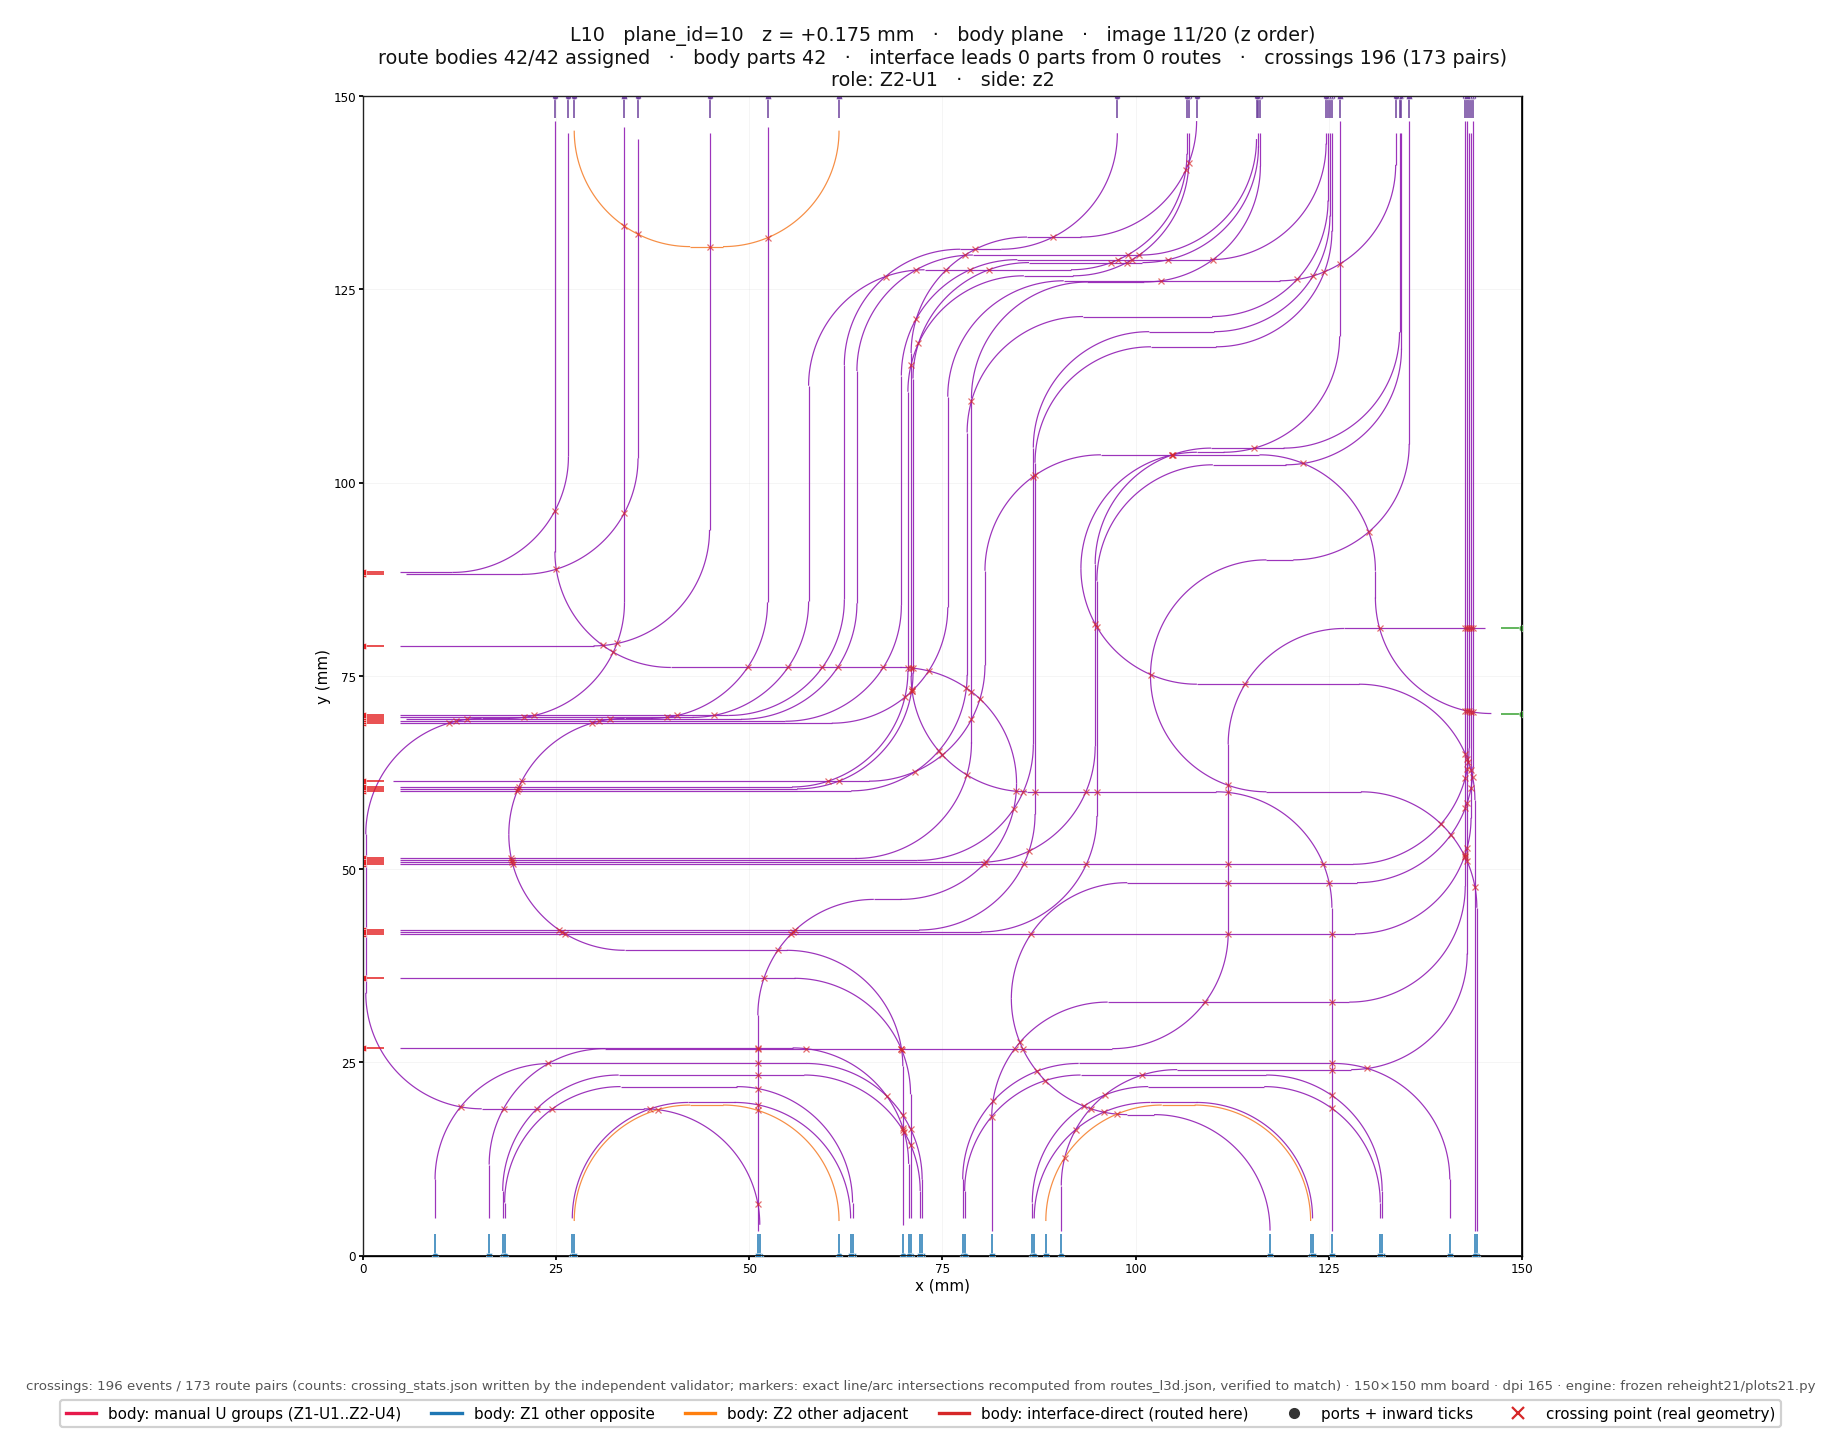 L10   plane_id=10   z = +0.175 mm   ·   body plane   ·   image 11/20 (z order)
route bodies 42/42 assigned   ·   body parts 42   ·   interface leads 0 parts from 0 routes   ·   crossings 196 (173 pairs)
role: Z2-U1   ·   side: z2
150
125
100
75
50
25
0
y (mm)
0 25 50 75 100 125 150
x (mm)
crossings: 196 events / 173 route pairs (counts: crossing_stats.json written by the independent validator; markers: exact line/arc intersections recomputed from routes_l3d.json, verified to match) · 150×150 mm board · dpi 165 · engine: frozen reheight21/plots21.py
body: manual U groups (Z1-U1..Z2-U4) body: Z1 other opposite body: Z2 other adjacent body: interface-direct (routed here) ports + inward ticks crossing point (real geometry)